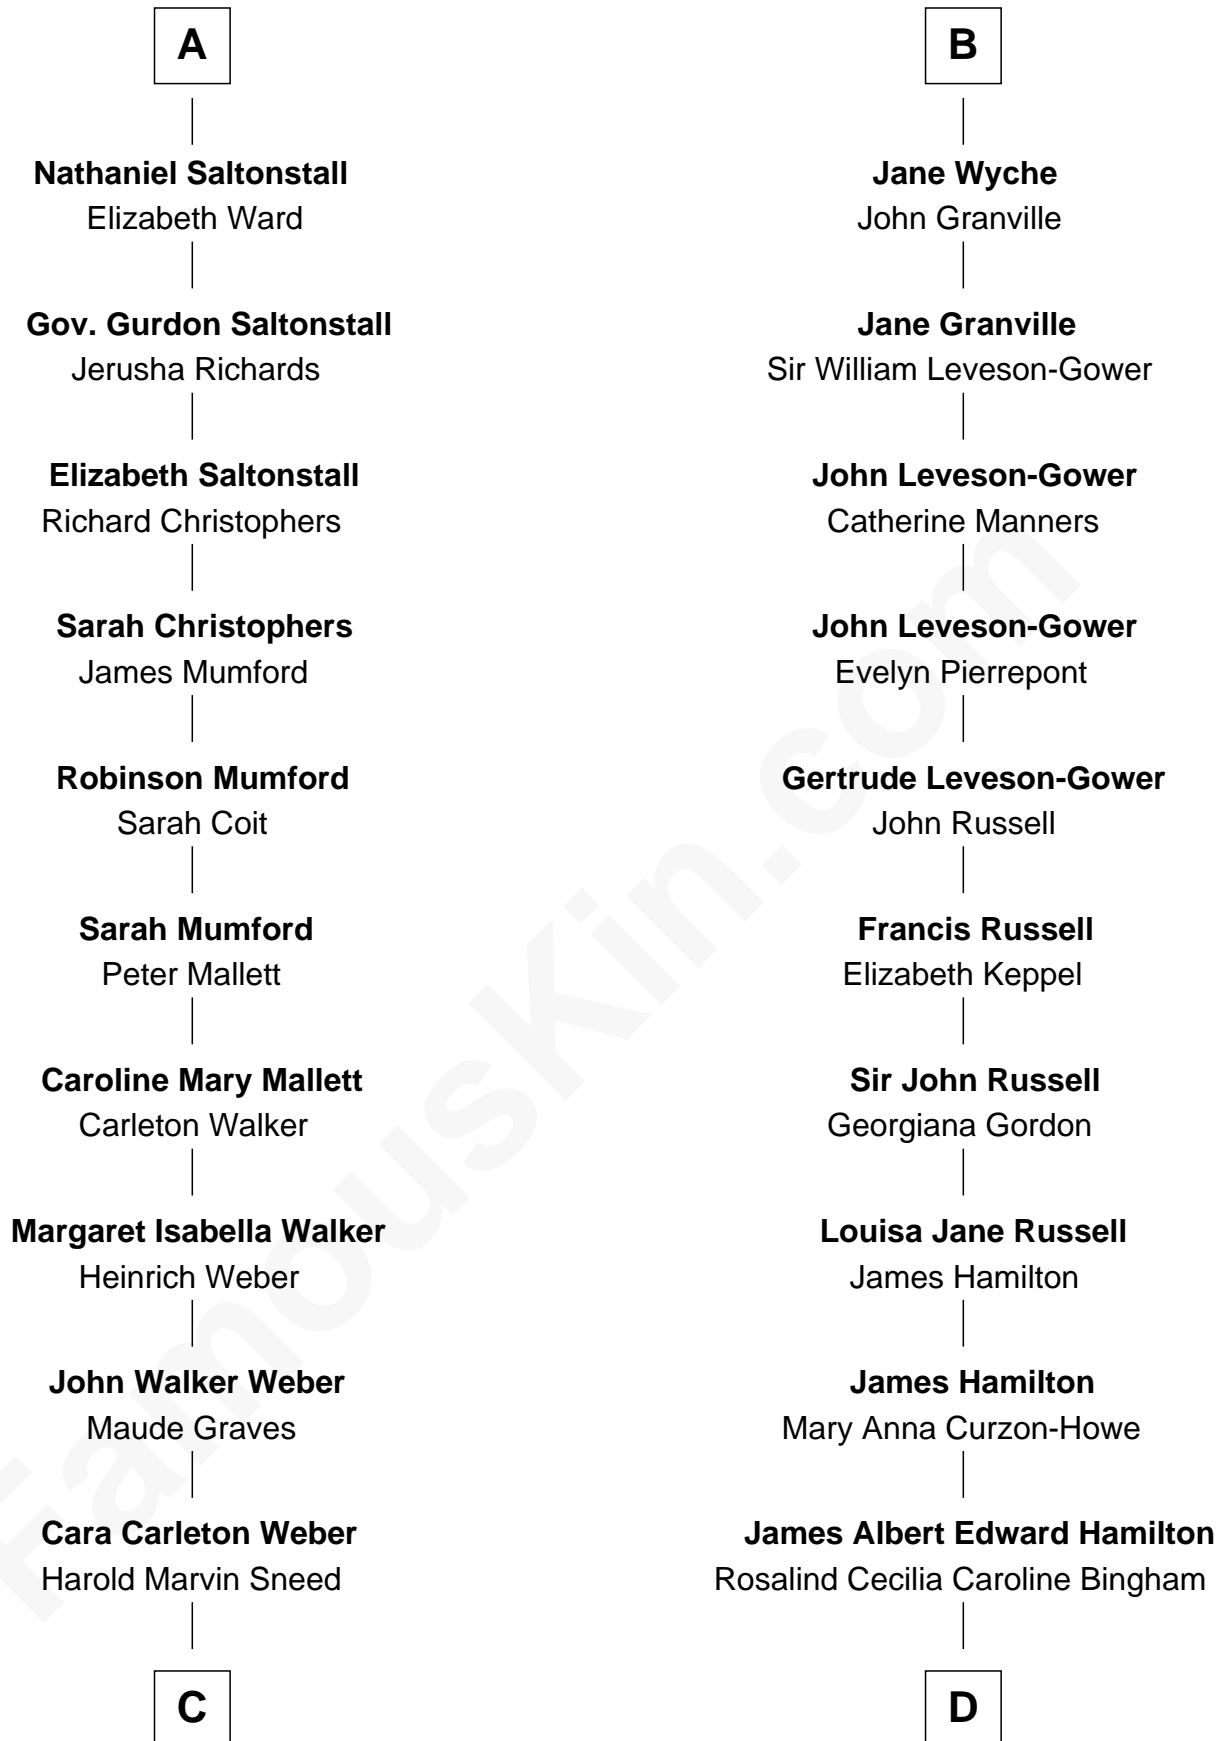 A
Nathaniel Saltonstall
Elizabeth Ward
Gov. Gurdon Saltonstall
Jerusha Richards
Elizabeth Saltonstall
Richard Christophers
Sarah Christophers
James Mumford
Robinson Mumford
Sarah Coit
Sarah Mumford
Peter Mallett
Caroline Mary Mallett
Carleton Walker
Margaret Isabella Walker
Heinrich Weber
John Walker Weber
Maude Graves
Cara Carleton Weber
Harold Marvin Sneed
C
B
Jane Wyche
John Granville
Jane Granville
Sir William Leveson-Gower
John Leveson-Gower
Catherine Manners
John Leveson-Gower
Evelyn Pierrepont
Gertrude Leveson-Gower
John Russell
Francis Russell
Elizabeth Keppel
Sir John Russell
Georgiana Gordon
Louisa Jane Russell
James Hamilton
James Hamilton
Mary Anna Curzon-Howe
James Albert Edward Hamilton
Rosalind Cecilia Caroline Bingham
D
FamousKin.com